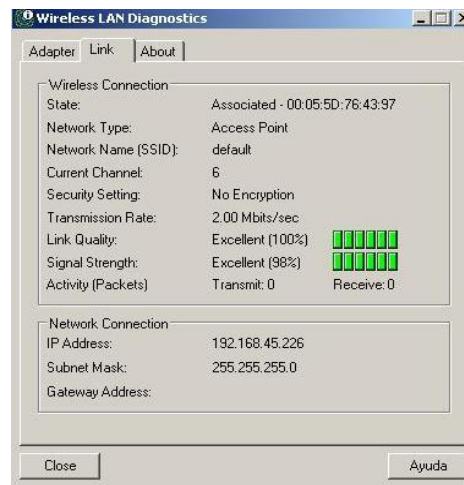 Wireless LAN Diagnostics
Adapter Link About
Wireless Connection
State: Associated - 00:05:5D:76:43:97
Network Type: Access Point
Network Name (SSID): default
Current Channel: 6
Security Setting: No Encryption
Transmission Rate: 2.00 Mbits/sec
Link Quality: Excellent (100%)
Signal Strength: Excellent (98%)
Activity (Packets) Transmit: 0 Receive: 0
Network Connection
IP Address: 192.168.45.226
Subnet Mask: 255.255.255.0
Gateway Address:
Close Ayuda